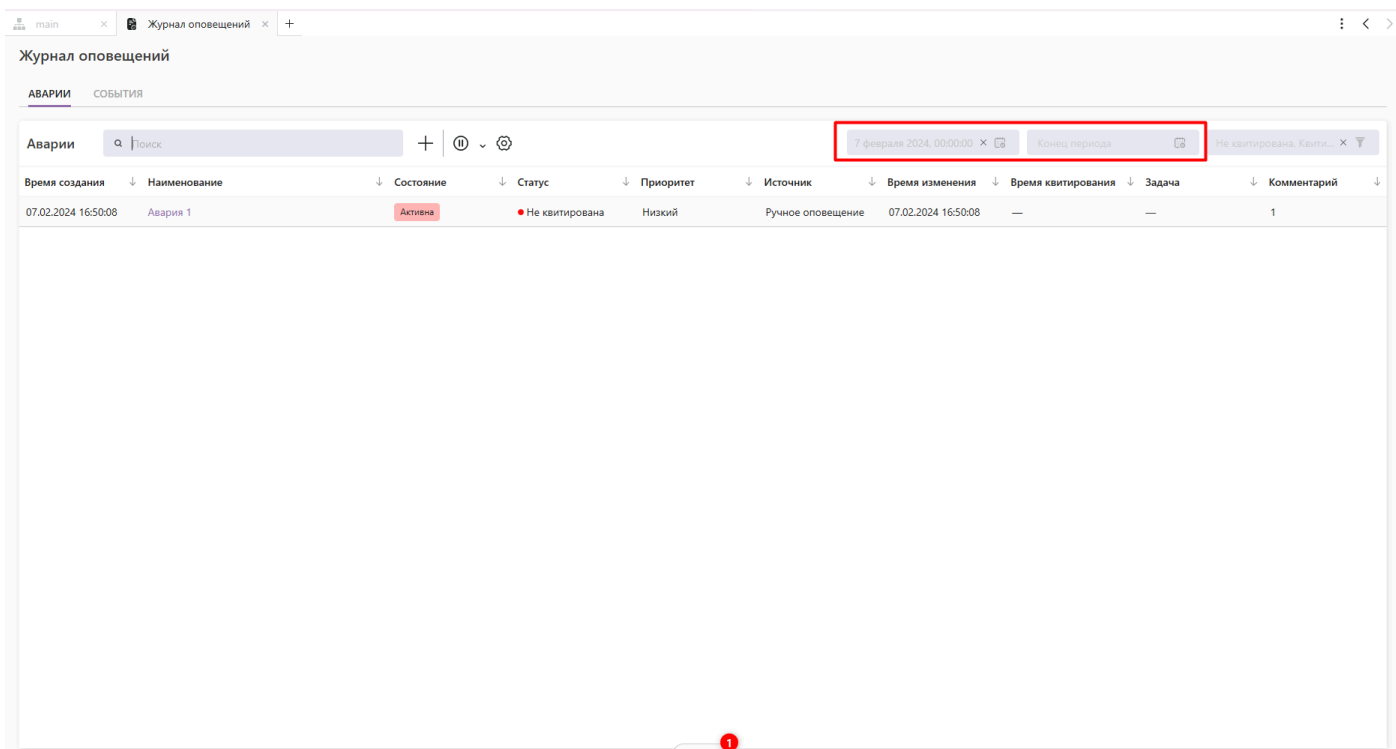 main
Журнал оповещений
Журнал оповещений
АВАРИИ СОБЫТИЯ
Аварии Поиск 7 февраля 2024, 00:00:00 Конец периода Не квитирована, Квити...
Время создания Наименование Состояние Статус Приоритет Источник Время изменения Время квитирования Задача Комментарий
07.02.2024 16:50:08 Авария 1 Активна Не квитирована Низкий Ручное оповещение 07.02.2024 16:50:08 — — 1
1